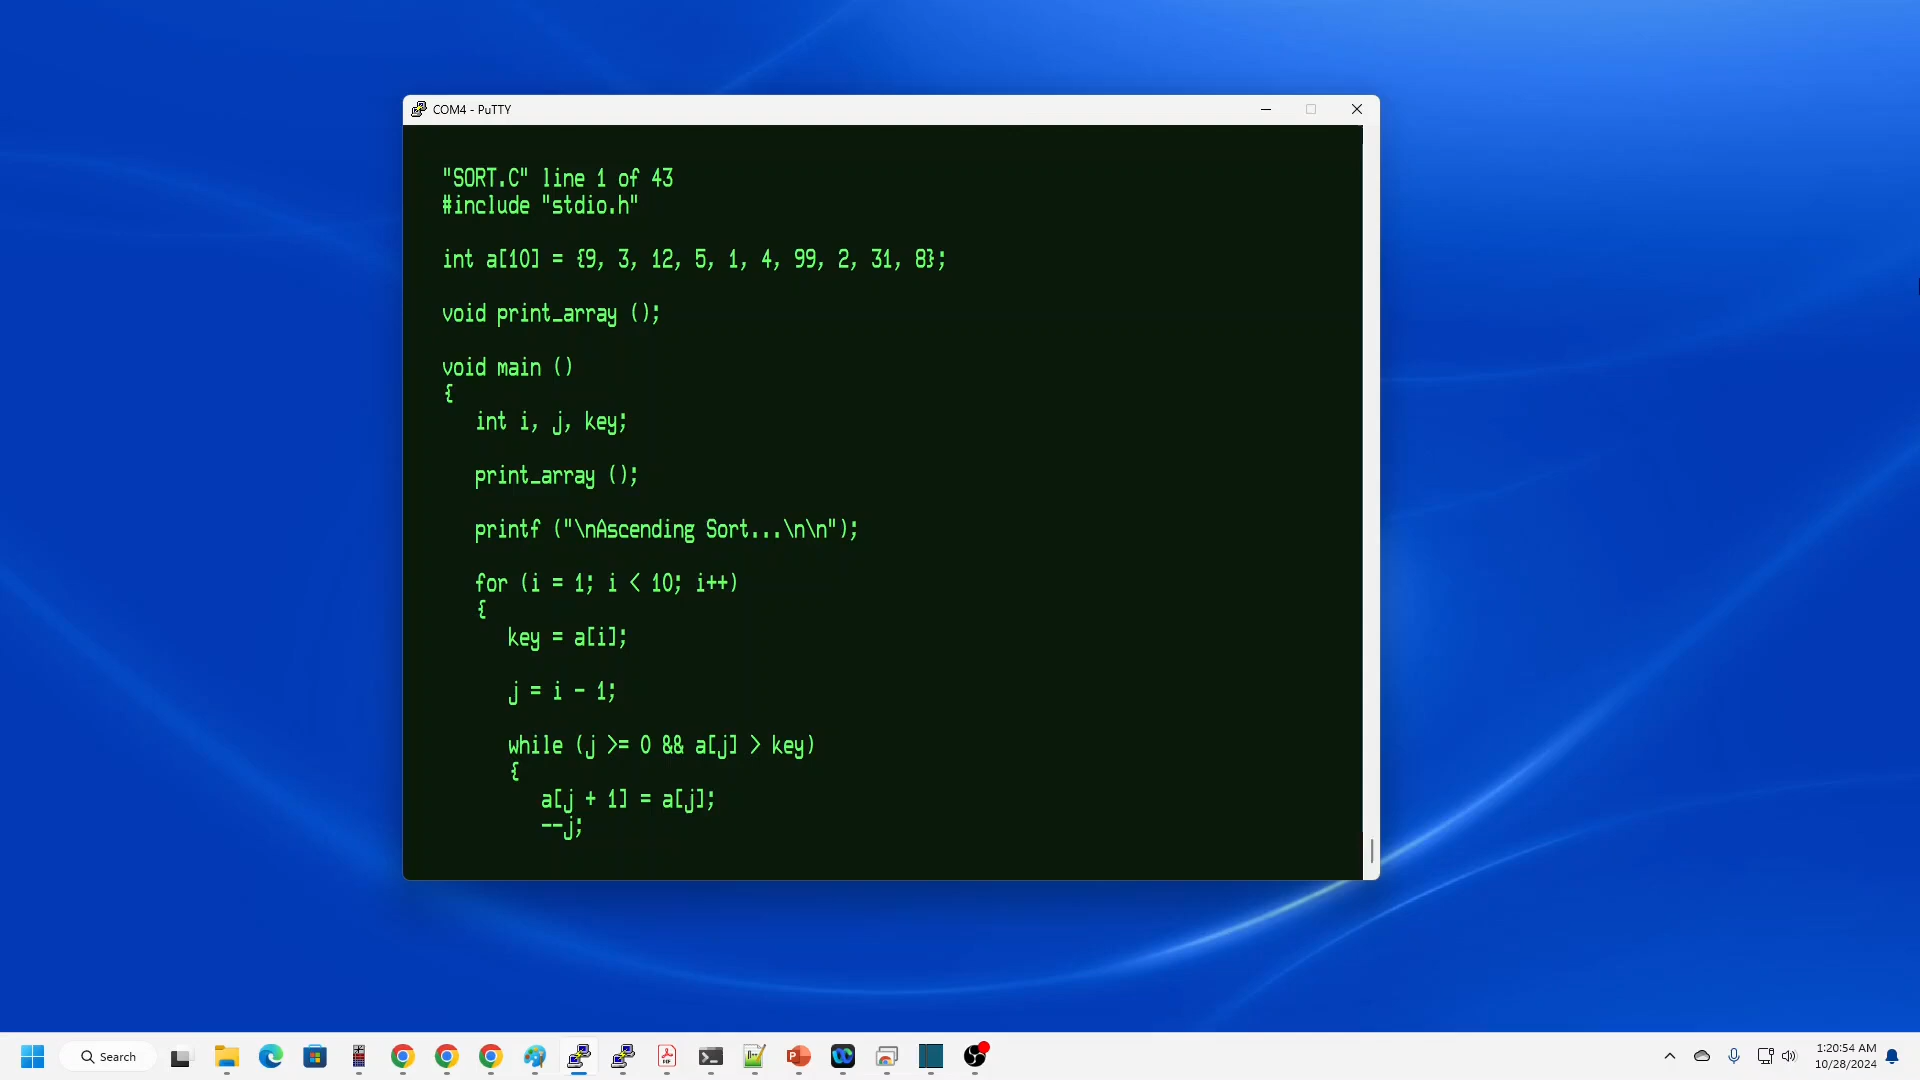 COM4 - PuTTY
"SORT.C" line 1 of 43
#include "stdio.h"
int a[10] = {9, 3, 12, 5, 1, 4, 99, 2, 31, 8};
void print_array ();
void main ()
{
int i, j, key;
print_array ();
printf ("\nAscending Sort...\n\n");
for (i = 1; i < 10; i++)
{
key = a[i];
j = i - 1;
while (j >= 0 && a[j] > key)
{
a[j + 1] = a[j];
--j;
Search
1:20:54 AM
10/28/2024